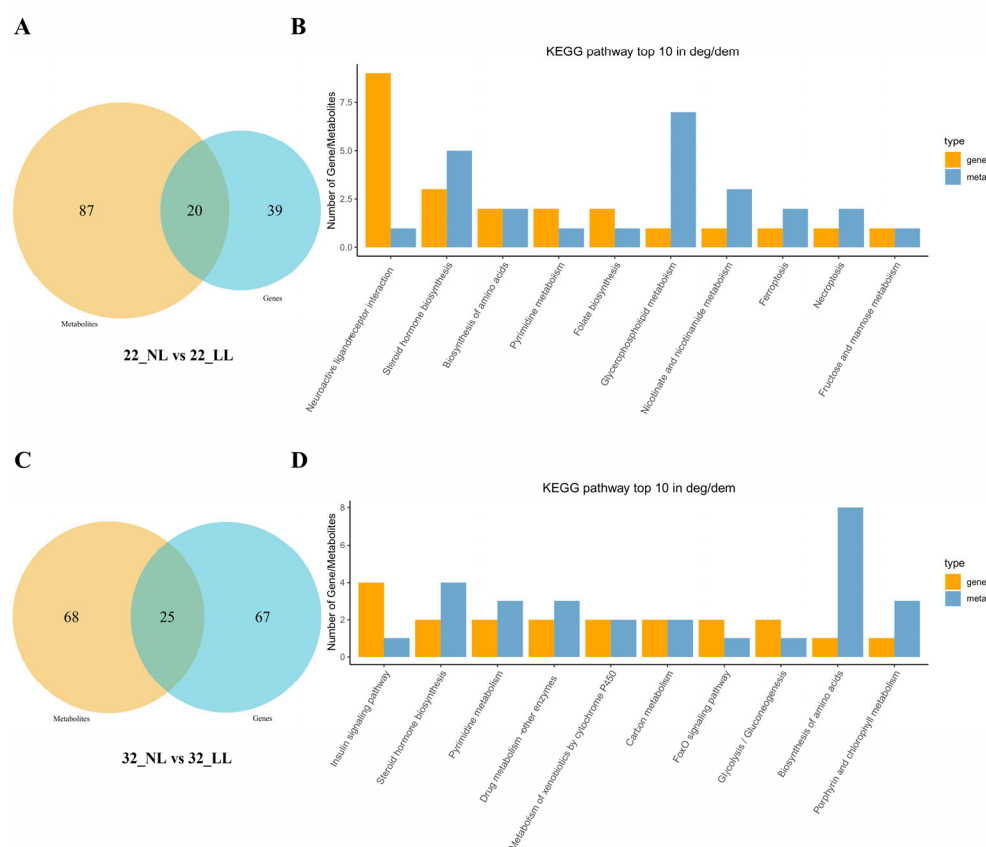 A
87
20
39
Metabolites
Genes
22_NL vs 22_LL
B
KEGG pathway top 10 in deg/dem
Number of Gene/Metabolites
7.5
5.0
2.5
0.0
Neuroactive ligand-receptor interaction
Steroid hormone biosynthesis
Biosynthesis of amino acids
Pyrimidine metabolism
Folate biosynthesis
Glycerophospholipid metabolism
Nicotinate and nicotinamide metabolism
Ferroptosis
Necroptosis
Fructose and mannose metabolism
type
gene
meta
C
68
25
67
Metabolites
Genes
32_NL vs 32_LL
D
KEGG pathway top 10 in deg/dem
Number of Gene/Metabolites
8
6
4
2
0
Insulin signaling pathway
Steroid hormone biosynthesis
Pyrimidine metabolism
Drug metabolism - other enzymes
Metabolism of xenobiotics by cytochrome P450
Carbon metabolism
FoxO signaling pathway
Glycolysis / Gluconeogenesis
Biosynthesis of amino acids
Porphyrin and chlorophyll metabolism
type
gene
meta